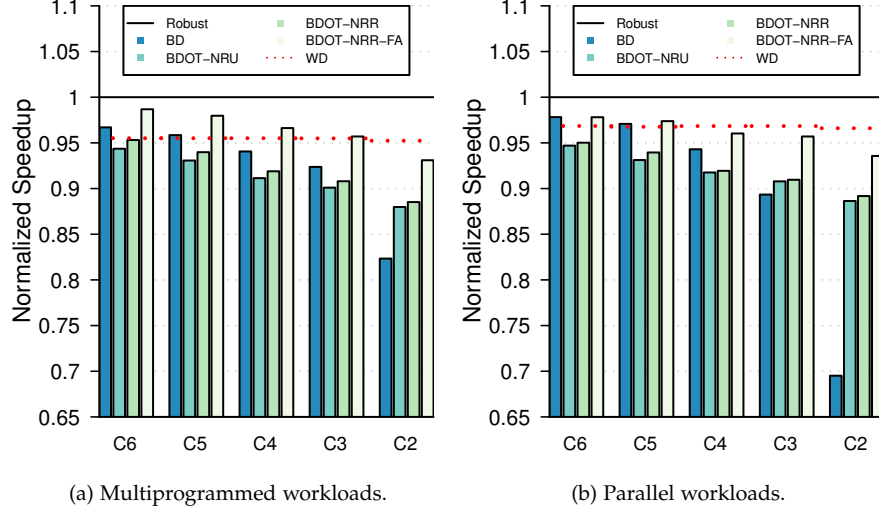 1.1
1.05
1
0.95
0.9
0.85
0.8
0.75
0.7
0.65
Normalized Speedup
Robust
BD
BDOT-NRU
BDOT-NRR
BDOT-NRR-FA
WD
C6 C5 C4 C3 C2
(a) Multiprogrammed workloads.
1.1
1.05
1
0.95
0.9
0.85
0.8
0.75
0.7
0.65
Normalized Speedup
Robust
BD
BDOT-NRU
BDOT-NRR
BDOT-NRR-FA
WD
C6 C5 C4 C3 C2
(b) Parallel workloads.